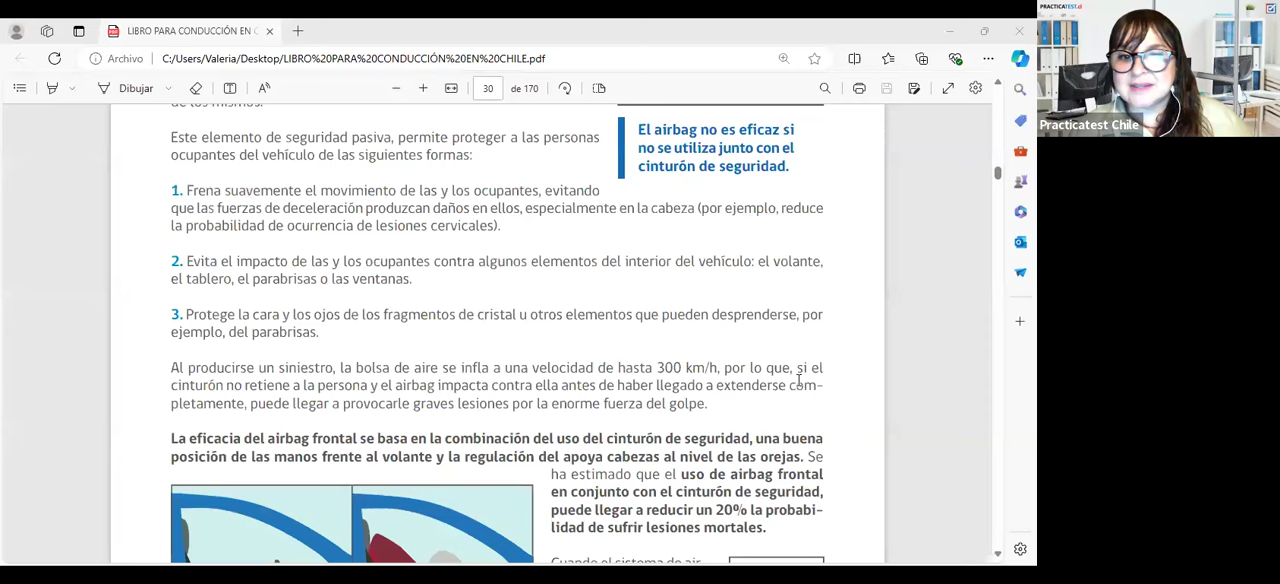 PRACTICATEST.cl
LIBRO PARA CONDUCCIÓN EN C
Archivo
C:/Users/Valeria/Desktop/LIBRO%20PARA%20CONDUCCIÓN%20EN%20CHILE.pdf
Dibujar
30
de 170
Practicatest Chile
de los mismos.
Este elemento de seguridad pasiva, permite proteger a las personas
ocupantes del vehículo de las siguientes formas:
El airbag no es eficaz si
no se utiliza junto con el
cinturón de seguridad.
1. Frena suavemente el movimiento de las y los ocupantes, evitando
que las fuerzas de deceleración produzcan daños en ellos, especialmente en la cabeza (por ejemplo, reduce
la probabilidad de ocurrencia de lesiones cervicales).
2. Evita el impacto de las y los ocupantes contra algunos elementos del interior del vehículo: el volante,
el tablero, el parabrisas o las ventanas.
3. Protege la cara y los ojos de los fragmentos de cristal u otros elementos que pueden desprenderse, por
ejemplo, del parabrisas.
Al producirse un siniestro, la bolsa de aire se infla a una velocidad de hasta 300 km/h, por lo que, si el
cinturón no retiene a la persona y el airbag impacta contra ella antes de haber llegado a extenderse com-
pletamente, puede llegar a provocarle graves lesiones por la enorme fuerza del golpe.
La eficacia del airbag frontal se basa en la combinación del uso del cinturón de seguridad, una buena
posición de las manos frente al volante y la regulación del apoya cabezas al nivel de las orejas. Se
ha estimado que el uso de airbag frontal
en conjunto con el cinturón de seguridad,
puede llegar a reducir un 20% la probabi-
lidad de sufrir lesiones mortales.
Cuando el sistema de air